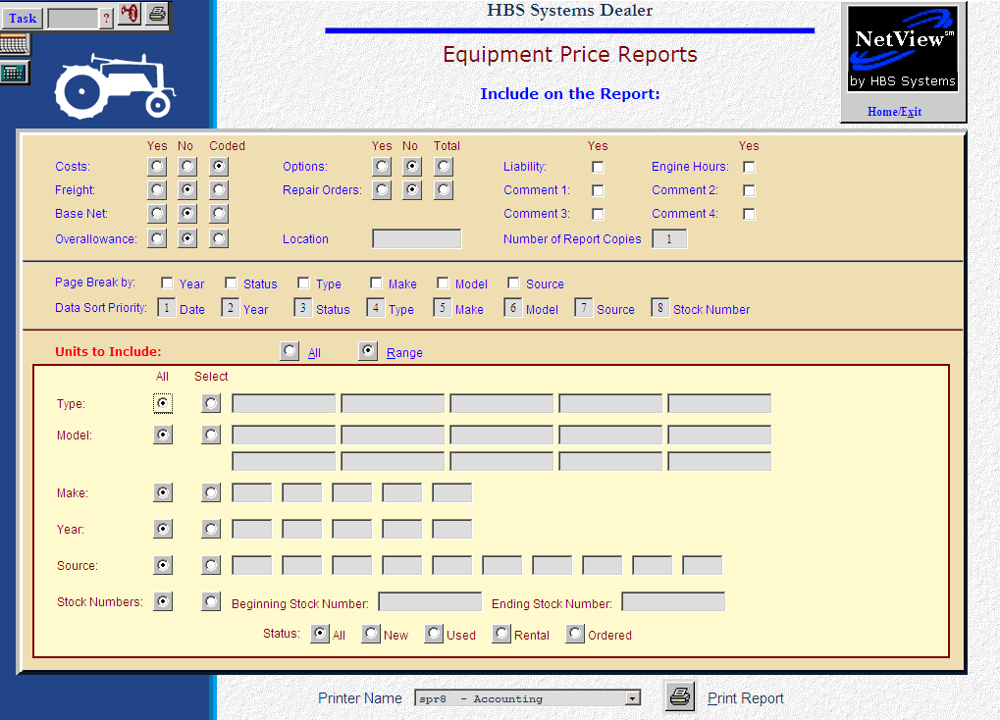 Task ?
HBS Systems Dealer
Equipment Price Reports
Include on the Report:
NetView sm
by HBS Systems
Home/Exit
Yes No Coded Yes No Total Yes Yes
Costs: Options: Liability: Engine Hours:
Freight: Repair Orders: Comment 1: Comment 2:
Base Net: Comment 3: Comment 4:
Overallowance: Location Number of Report Copies 1
Page Break by: Year Status Type Make Model Source
Data Sort Priority: 1 Date 2 Year 3 Status 4 Type 5 Make 6 Model 7 Source 8 Stock Number
Units to Include: All Range
All Select
Type:
Model:
Make:
Year:
Source:
Stock Numbers: Beginning Stock Number: Ending Stock Number:
Status: All New Used Rental Ordered
Printer Name spr8 - Accounting Print Report